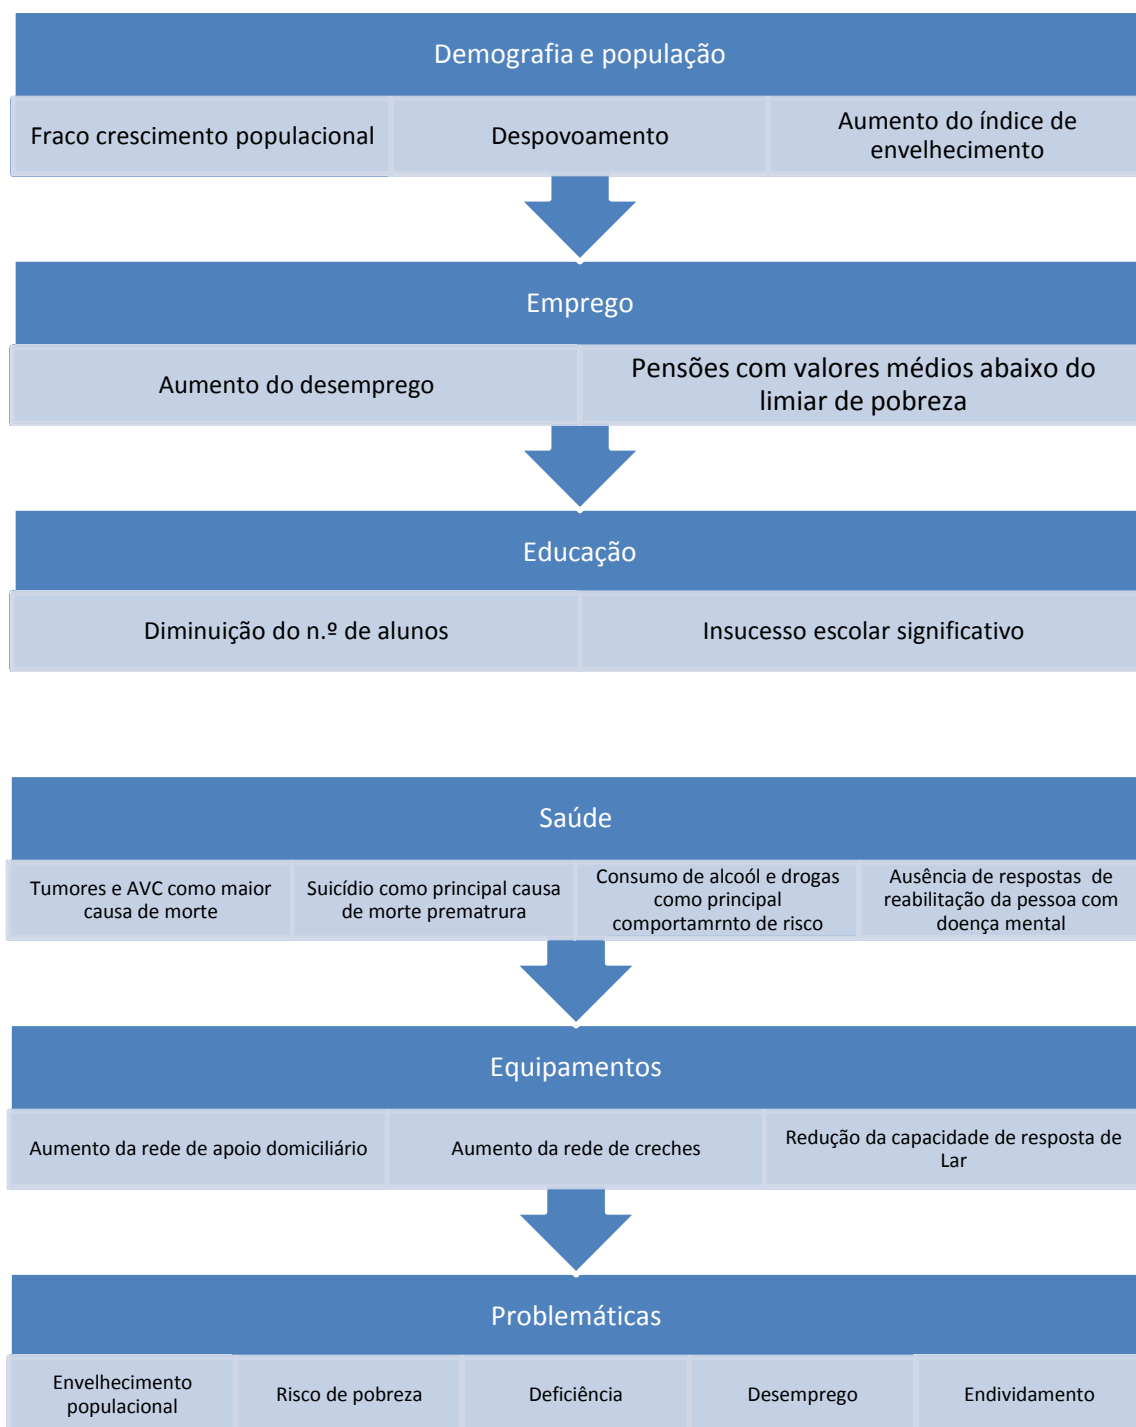 Demografia e população
Fraco crescimento populacional
Despovoamento
Aumento do índice de
envelhecimento
Emprego
Aumento do desemprego
Pensões com valores médios abaixo do
limiar de pobreza
Educação
Diminuição do n.º de alunos
Insucesso escolar significativo
Saúde
Tumores e AVC como maior
causa de morte
Suicídio como principal causa
de morte prematrura
Consumo de alcoól e drogas
como principal
comportamrnto de risco
Ausência de respostas de
reabilitação da pessoa com
doença mental
Equipamentos
Aumento da rede de apoio domiciliário
Aumento da rede de creches
Redução da capacidade de resposta de
Lar
Problemáticas
Envelhecimento
populacional
Risco de pobreza
Deficiência
Desemprego
Endividamento